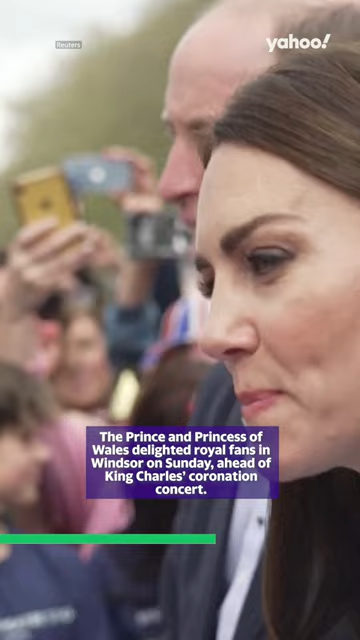 Reuters
yahoo!
The Prince and Princess of
Wales delighted royal fans in
Windsor on Sunday, ahead of
King Charles' coronation
concert.